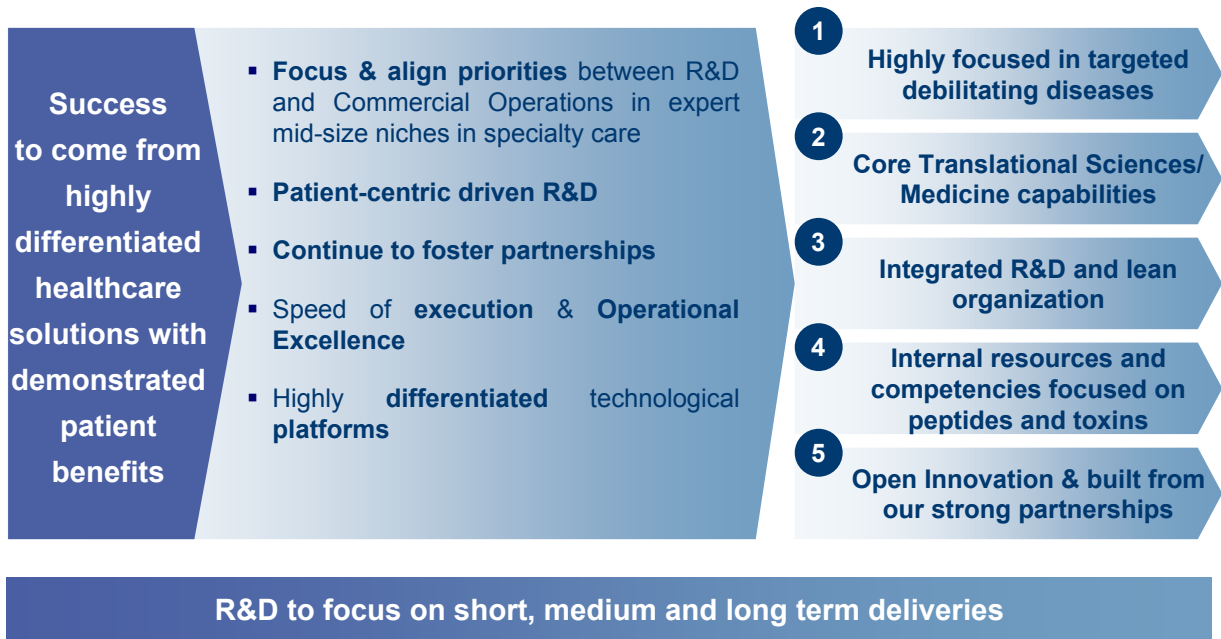 Success
to come from
highly
differentiated
healthcare
solutions with
demonstrated
patient
benefits
▪ Focus & align priorities between R&D
and Commercial Operations in expert
mid-size niches in specialty care
▪ Patient-centric driven R&D
▪ Continue to foster partnerships
▪ Speed of execution & Operational
Excellence
▪ Highly differentiated technological
platforms
1
Highly focused in targeted
debilitating diseases
2
Core Translational Sciences/
Medicine capabilities
3
Integrated R&D and lean
organization
4
Internal resources and
competencies focused on
peptides and toxins
5
Open Innovation & built from
our strong partnerships
R&D to focus on short, medium and long term deliveries